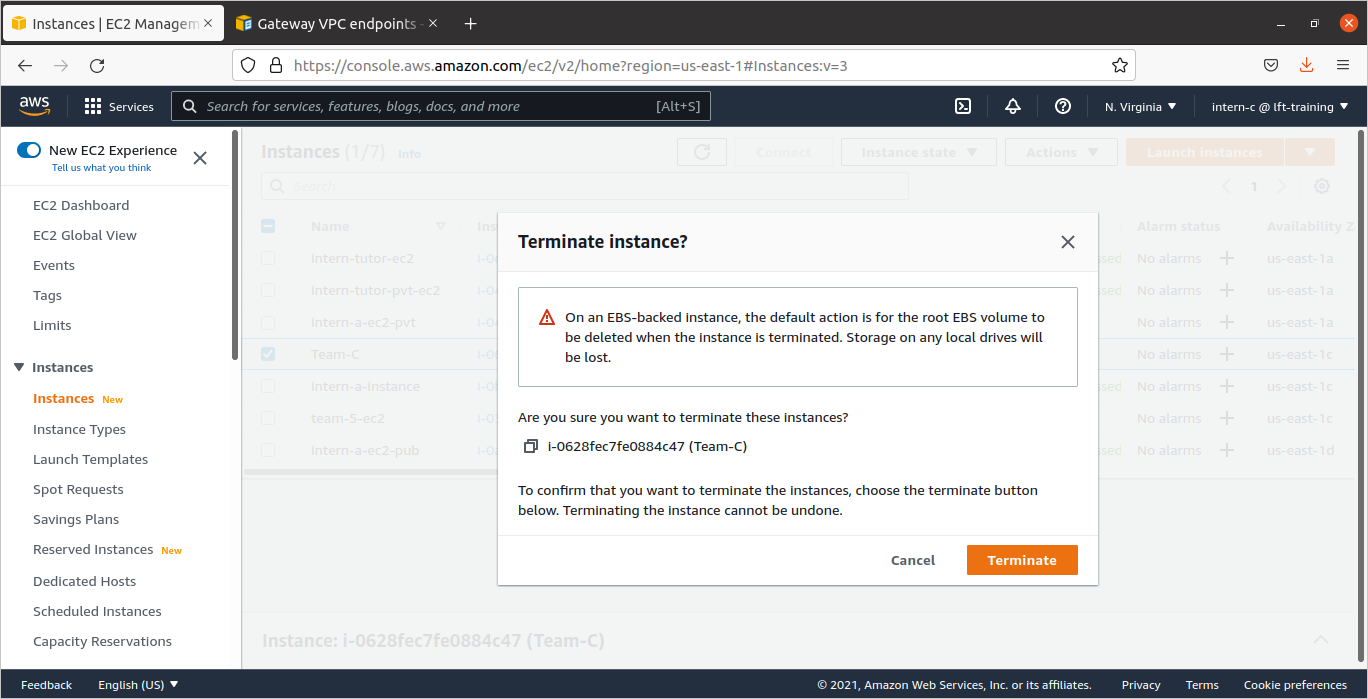 Instances | EC2 Managem
Gateway VPC endpoints -
https://console.aws.amazon.com/ec2/v2/home?region=us-east-1#Instances:v=3
aws
Services
Search for services, features, blogs, docs, and more
[Alt+S]
N. Virginia
intern-c @ lft-training
New EC2 Experience
Tell us what you think
EC2 Dashboard
EC2 Global View
Events
Tags
Limits
Instances
Instances New
Instance Types
Launch Templates
Spot Requests
Savings Plans
Reserved Instances New
Dedicated Hosts
Scheduled Instances
Capacity Reservations
Instances (1/7) Info
Connect
Instance state
Actions
Launch instances
Search
1
Name Ins Alarm status Availability Z
Intern-tutor-ec2 No alarms us-east-1a
Intern-tutor-pvt-ec2 No alarms us-east-1a
Intern-a-ec2-pvt No alarms us-east-1a
Team-C No alarms us-east-1c
Intern-a-instance No alarms us-east-1c
team-5-ec2 No alarms us-east-1c
Intern-a-ec2-pub No alarms us-east-1d
Terminate instance?
On an EBS-backed instance, the default action is for the root EBS volume to
be deleted when the instance is terminated. Storage on any local drives will
be lost.
Are you sure you want to terminate these instances?
i-0628fec7fe0884c47 (Team-C)
To confirm that you want to terminate the instances, choose the terminate button
below. Terminating the instance cannot be undone.
Cancel
Terminate
Instance: i-0628fec7fe0884c47 (Team-C)
Feedback
English (US)
© 2021, Amazon Web Services, Inc. or its affiliates.
Privacy
Terms
Cookie preferences